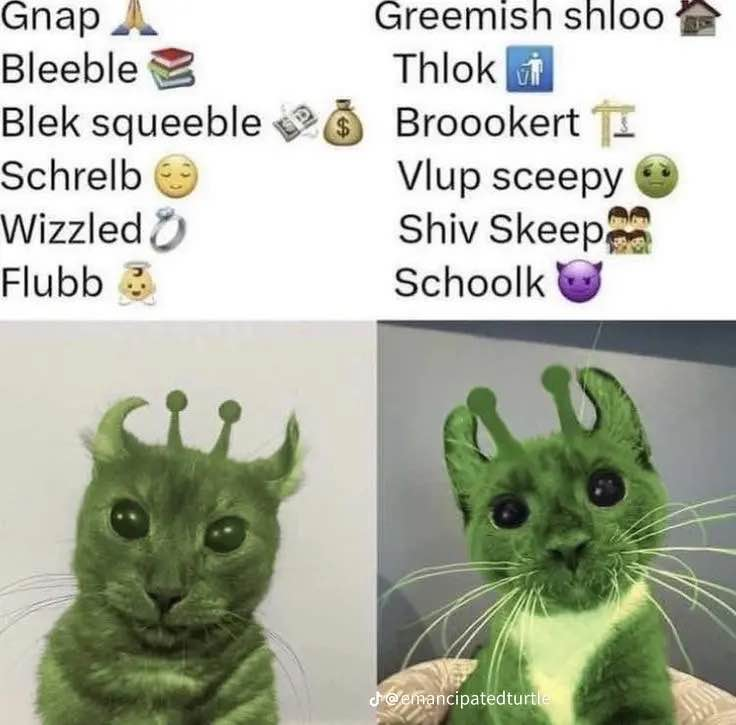 Gnap 🙏
Bleeble 📚
Blek squeeble 💸💰
Schrelb 😌
Wizzled💍
Flubb 👼
Greemish shloo 🏚️
Thlok 🚮
Broookert 🏗️
Vlup sceepy 🤢
Shiv Skeep👨‍👨‍👧‍👦
Schoolk 😈
@emancipatedturtle